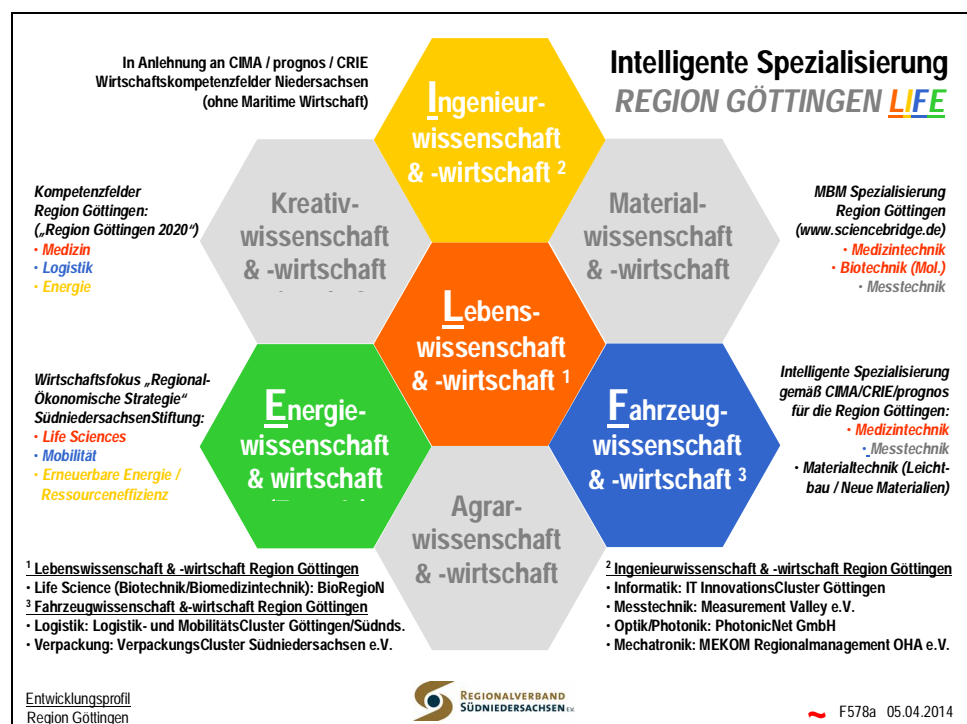 In Anlehnung an CIMA / prognos / CRIE
Wirtschaftskompetenzfelder Niedersachsen
(ohne Maritime Wirtschaft)
Intelligente Spezialisierung
REGION GÖTTINGEN LIFE
Ingenieur-
wissenschaft
& -wirtschaft ²
Kreativ-
wissenschaft
& -wirtschaft
Material-
wissenschaft
& -wirtschaft
Kompetenzfelder
Region Göttingen:
(„Region Göttingen 2020“)
• Medizin
• Logistik
• Energie
MBM Spezialisierung
Region Göttingen
(www.sciencebridge.de)
• Medizintechnik
• Biotechnik (Mol.)
• Messtechnik
Lebens-
wissenschaft
& -wirtschaft ¹
Wirtschaftsfokus „Regional-
Ökonomische Strategie“
SüdniedersachsenStiftung:
• Life Sciences
• Mobilität
• Erneuerbare Energie /
Ressourceneffizienz
Energie-
wissenschaft
& wirtschaft
Fahrzeug-
wissenschaft
& -wirtschaft ³
Intelligente Spezialisierung
gemäß CIMA/CRIE/prognos
für die Region Göttingen:
• Medizintechnik
• Messtechnik
• Materialtechnik (Leicht-
bau / Neue Materialien)
Agrar-
wissenschaft
& -wirtschaft
¹ Lebenswissenschaft & -wirtschaft Region Göttingen
• Life Science (Biotechnik/Biomedizintechnik): BioRegioN
³ Fahrzeugwissenschaft &-wirtschaft Region Göttingen
• Logistik: Logistik- und MobilitätsCluster Göttingen/Südnds.
• Verpackung: VerpackungsCluster Südniedersachsen e.V.
² Ingenieurwissenschaft & -wirtschaft Region Göttingen
• Informatik: IT InnovationsCluster Göttingen
• Messtechnik: Measurement Valley e.V.
• Optik/Photonik: PhotonicNet GmbH
• Mechatronik: MEKOM Regionalmanagement OHA e.V.
Entwicklungsprofil
Region Göttingen
REGIONALVERBAND
SÜDNIEDERSACHSEN E.V.
~ F578a 05.04.2014